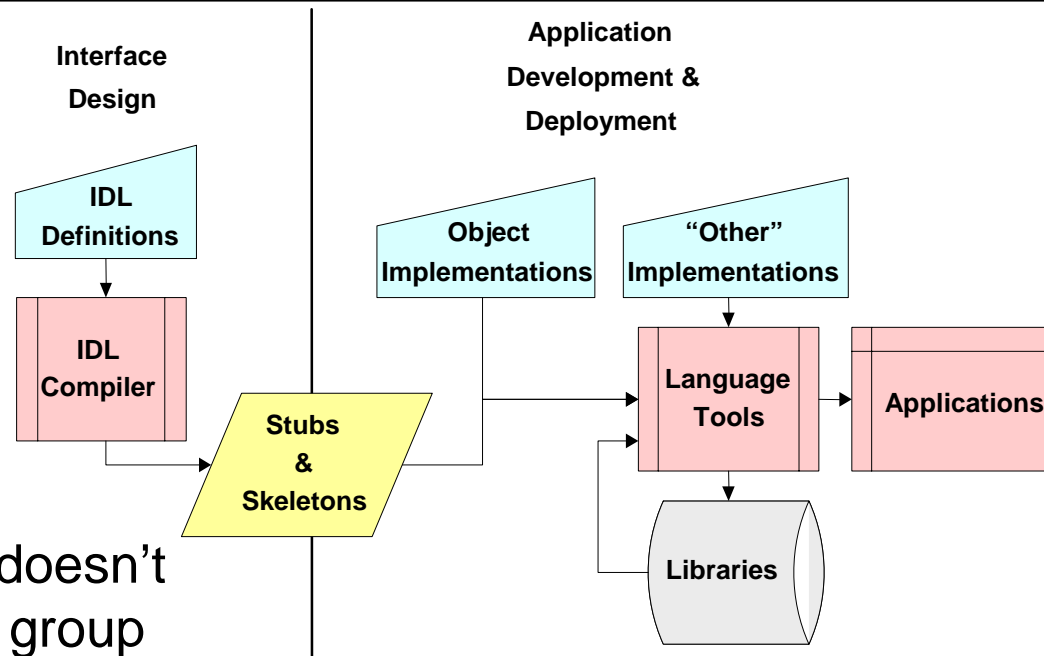 Interface
Design
Application
Development &
Deployment
IDL
Definitions
Object
Implementations
“Other”
Implementations
IDL
Compiler
Language
Tools
Applications
Stubs
&
Skeletons
Libraries
doesn’t
group